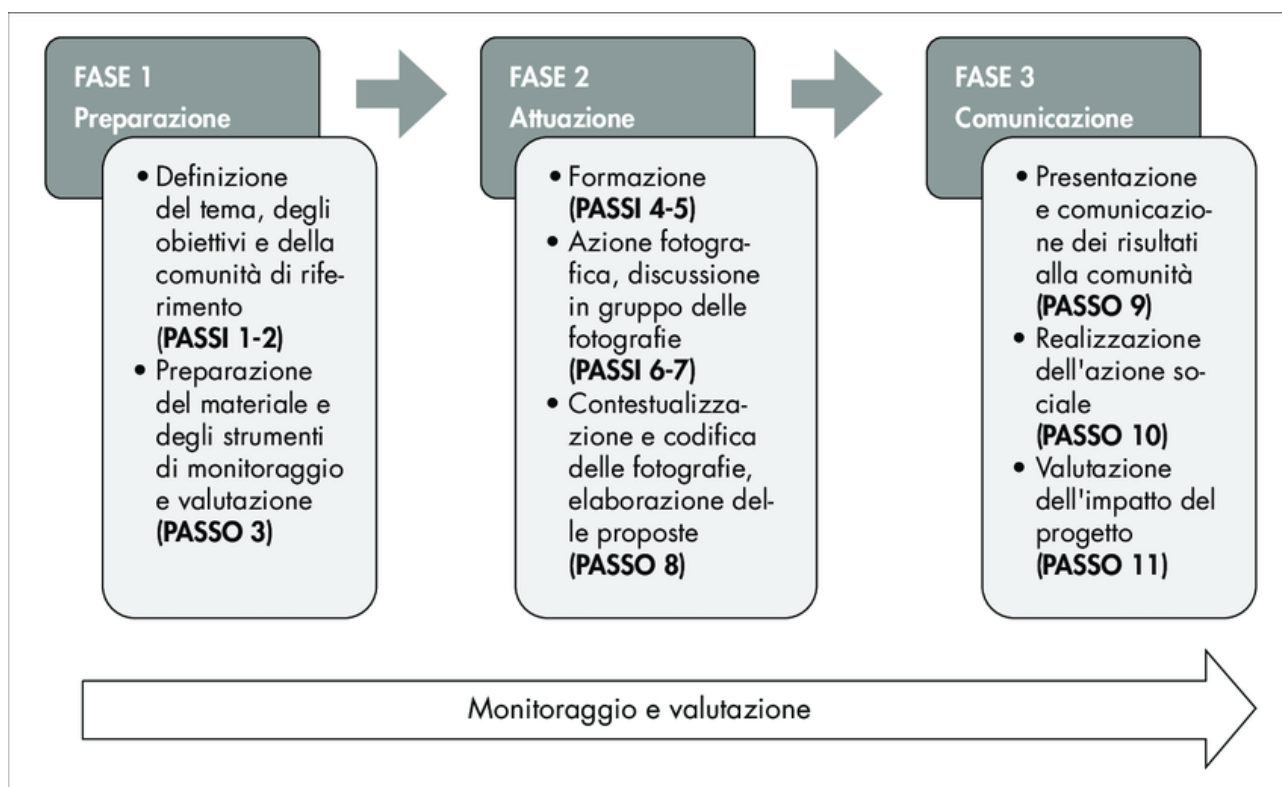 FASE 1
Preparazione
• Definizione
del tema, degli
obiettivi e della
comunità di rife-
rimento
(PASSI 1-2)
• Preparazione
del materiale e
degli strumenti
di monitoraggio
e valutazione
(PASSO 3)
FASE 2
Attuazione
• Formazione
(PASSI 4-5)
• Azione fotogra-
fica, discussione
in gruppo delle
fotografie
(PASSI 6-7)
• Contestualizza-
zione e codifica
delle fotografie,
elaborazione del-
le proposte
(PASSO 8)
FASE 3
Comunicazione
• Presentazione
e comunicazio-
ne dei risultati
alla comunità
(PASSO 9)
• Realizzazione
dell'azione so-
ciale
(PASSO 10)
• Valutazione
dell'impatto del
progetto
(PASSO 11)
Monitoraggio e valutazione